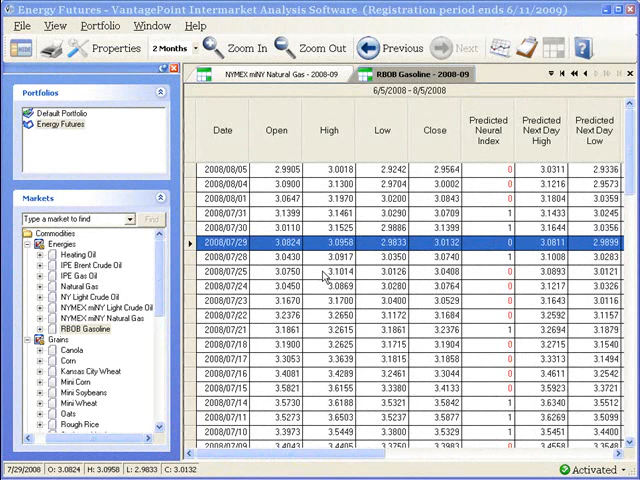 Energy Futures - VantagePoint Intermarket Analysis Software (Registration period ends 6/11/2009)
File View Portfolio Window Help
Properties 2 Months Zoom In Zoom Out Previous Next
Portfolios
Default Portfolio
Energy Futures
Markets
Type a market to find Find
Commodities
Energies
Heating Oil
IPE Brent Crude Oil
IPE Gas Oil
Natural Gas
NY Light Crude Oil
NYMEX miNY Light Crude Oil
NYMEX miNY Natural Gas
RBOB Gasoline
Grains
Canola
Corn
Kansas City Wheat
Mini Corn
Mini Soybeans
Mini Wheat
Oats
Rough Rice
NYMEX miNY Natural Gas - 2008-09 RBOB Gasoline - 2008-09
6/5/2008 - 8/5/2008
Date Open High Low Close Predicted Neural Index Predicted Next Day High Predicted Next Day Low
2008/08/05 2.9905 3.0018 2.9242 2.9564 0 3.0311 2.9336
2008/08/04 3.0900 3.1300 2.9704 3.0002 0 3.1216 2.9573
2008/08/01 3.0647 3.1970 3.0200 3.0843 0 3.1804 3.0359
2008/07/31 3.1399 3.1461 3.0290 3.0709 1 3.1433 3.0245
2008/07/30 3.0110 3.1525 2.9886 3.1399 1 3.1644 3.0356
2008/07/29 3.0824 3.0958 2.9833 3.0132 0 3.0811 2.9899
2008/07/28 3.0430 3.0917 3.0350 3.0740 1 3.1008 3.0283
2008/07/25 3.0750 3.1014 3.0126 3.0408 0 3.0893 3.0121
2008/07/24 3.0450 3.0869 3.0280 3.0764 0 3.1217 3.0326
2008/07/23 3.1670 3.1700 3.0400 3.0529 0 3.1643 3.0116
2008/07/22 3.2376 3.2650 3.1172 3.1684 0 3.2592 3.1157
2008/07/21 3.1861 3.2185 3.1861 3.2376 1 3.2694 3.1879
2008/07/18 3.1900 3.2625 3.1715 3.1754 0 3.2715 3.1540
2008/07/17 3.3053 3.3639 3.1815 3.1858 0 3.3313 3.1494
2008/07/16 3.4081 3.4289 3.2461 3.3044 0 3.4611 3.2542
2008/07/15 3.5821 3.6155 3.3380 3.4133 0 3.5923 3.3721
2008/07/14 3.5730 3.6188 3.5321 3.5842 1 3.6340 3.5512
2008/07/11 3.5273 3.6503 3.5237 3.5877 1 3.6269 3.5099
2008/07/10 3.3973 3.5449 3.3800 3.5304 1 3.5451 3.4400
2008/07/09 3.4043 3.4405 3.3750 3.3983 3.4558 3.3548
7/29/2008 O: 3.0824 H: 3.0958 L: 2.9833 C: 3.0132 Activated